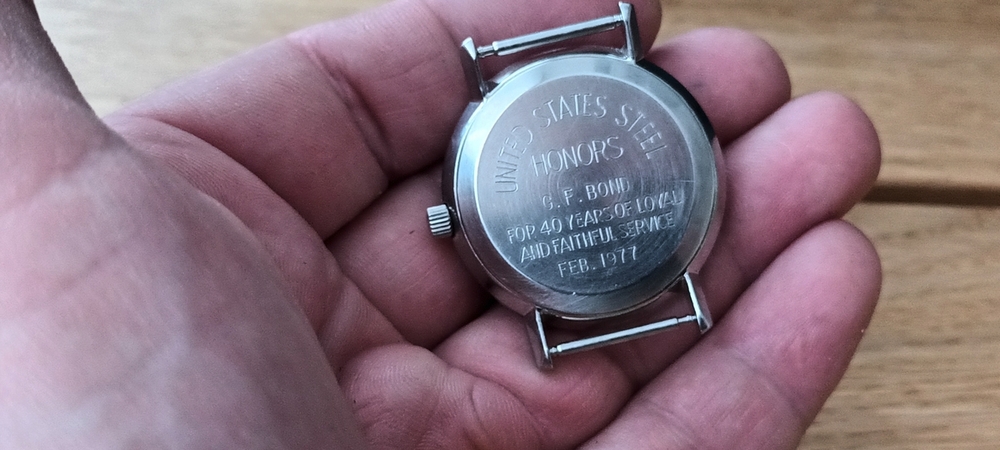 UNITED STATES STEEL
HONORS
G. F. BOND
FOR 40 YEARS OF LOYAL
AND FAITHFUL SERVICE
FEB. 1977